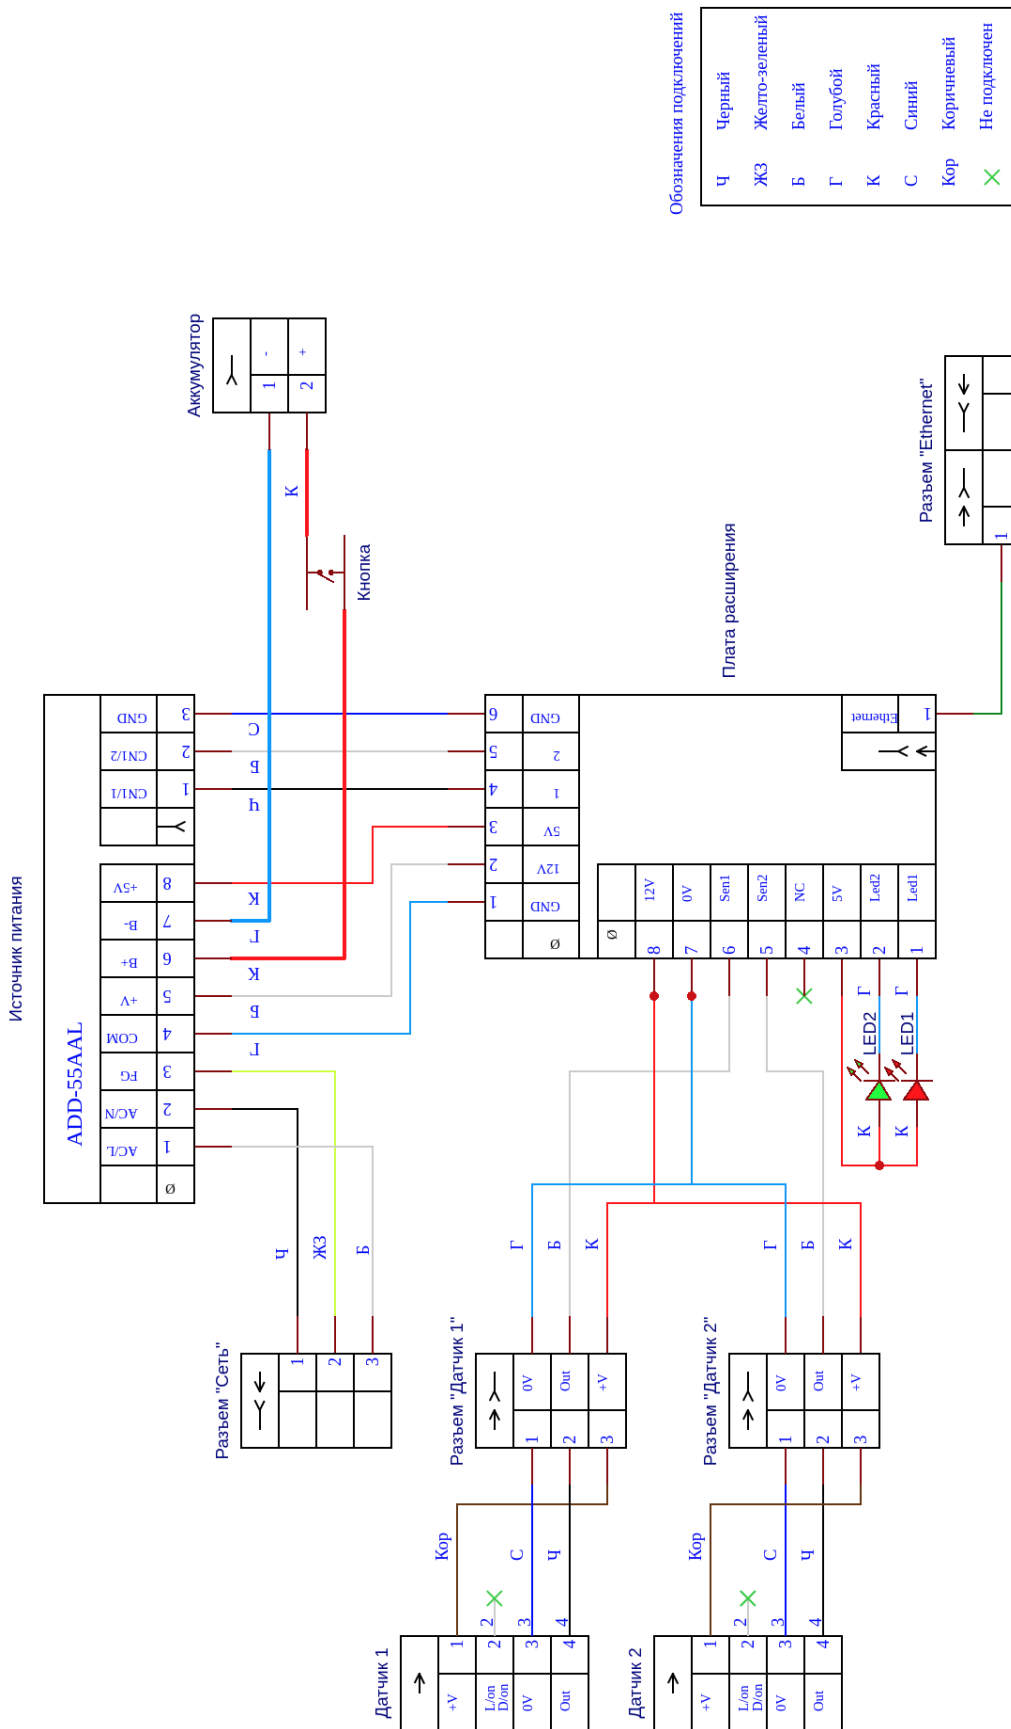 Обозначения подключений
Ч Черный
ЖЗ Желто-зеленый
Б Белый
Г Голубой
К Красный
С Синий
Кор Коричневый
Не подключен
Аккумулятор
1 -
2 +
К
Кнопка
Разъем "Ethernet"
1
Источник питания
ADD-55AAL
GND 3
CN1/2 2
CN1/1 1
+5V 8
B- 7
B+ 6
+V 5
COM 4
FG 3
AC/N 2
AC/L 1
Ø
С
Б
Ч
К
Г
К
Б
Г
Плата расширения
6 GND
5 2
4 1
3 5V
2 12V
1 GND
Ø
Ethernet 1
Ø
12V 8
0V 7
Sen1 6
Sen2 5
NC 4
5V 3
Led2 2
Led1 1
Г
Г
LED2
LED1
К
К
Ч
ЖЗ
Б
Разъем "Сеть"
1
2
3
Г
Б
К
Г
Б
К
Разъем "Датчик 1"
0V 1
Out 2
+V 3
Разъем "Датчик 2"
0V 1
Out 2
+V 3
Кор
С
Ч
Кор
С
Ч
2
3
4
2
3
4
Датчик 1
1 +V
2 L/on
D/on
3 0V
4 Out
Датчик 2
1 +V
2 L/on
D/on
3 0V
4 Out